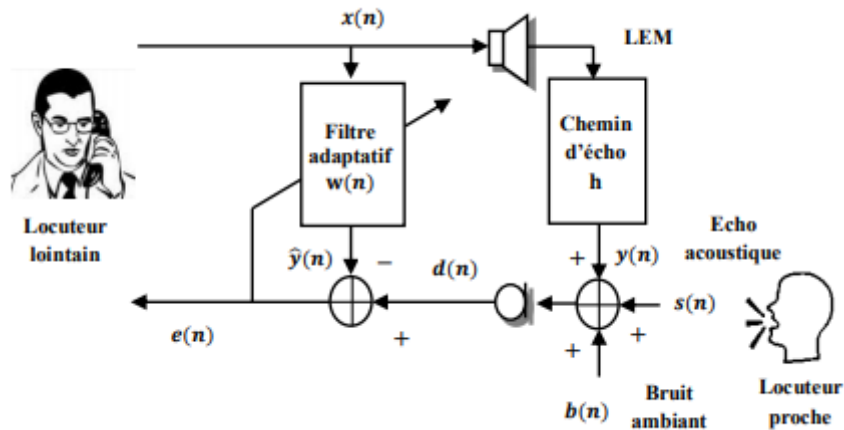 x(n)
LEM
Filtre
adaptatif
w(n)
Chemin
d'écho
h
Locuteur
lointain
ŷ(n)
−
d(n)
+
y(n)
Echo
acoustique
s(n)
e(n)
+
+
+
b(n)
Bruit
ambiant
Locuteur
proche